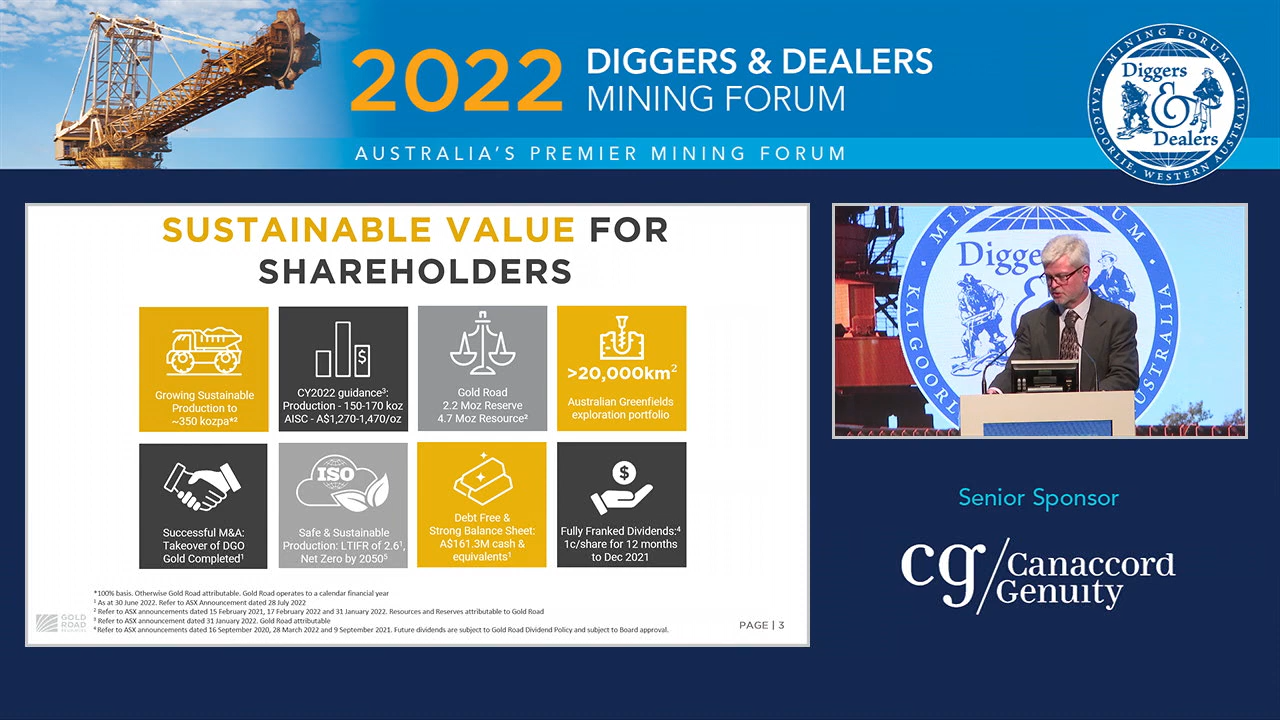 2022 DIGGERS & DEALERS
MINING FORUM
AUSTRALIA'S PREMIER MINING FORUM
MINING FORUM
Diggers
&
Dealers
KALGOORLIE, WESTERN AUSTRALIA
SUSTAINABLE VALUE FOR
SHAREHOLDERS
Growing Sustainable
Production to
~350 kozpa*²
$
CY2022 guidance³:
Production - 150-170 koz
AISC - A$1,270-1,470/oz
Gold Road
2.2 Moz Reserve
4.7 Moz Resource²
>20,000km²
Australian Greenfields
exploration portfolio
Successful M&A:
Takeover of DGO
Gold Completed¹
ISO
Safe & Sustainable
Production: LTIFR of 2.6¹,
Net Zero by 2050⁵
Debt Free &
Strong Balance Sheet:
A$161.3M cash &
equivalents¹
$
Fully Franked Dividends:⁴
1c/share for 12 months
to Dec 2021
*100% basis. Otherwise Gold Road attributable. Gold Road operates to a calendar financial year
¹ As at 30 June 2022. Refer to ASX Announcement dated 28 July 2022
² Refer to ASX announcements dated 15 February 2021, 17 February 2022 and 31 January 2022. Resources and Reserves attributable to Gold Road
³ Refer to ASX announcement dated 31 January 2022. Gold Road attributable
⁴ Refer to ASX announcements dated 16 September 2020, 28 March 2022 and 9 September 2021. Future dividends are subject to Gold Road Dividend Policy and subject to Board approval.
GOLD
ROAD
RESOURCES
PAGE | 3
Senior Sponsor
cg/Canaccord
Genuity